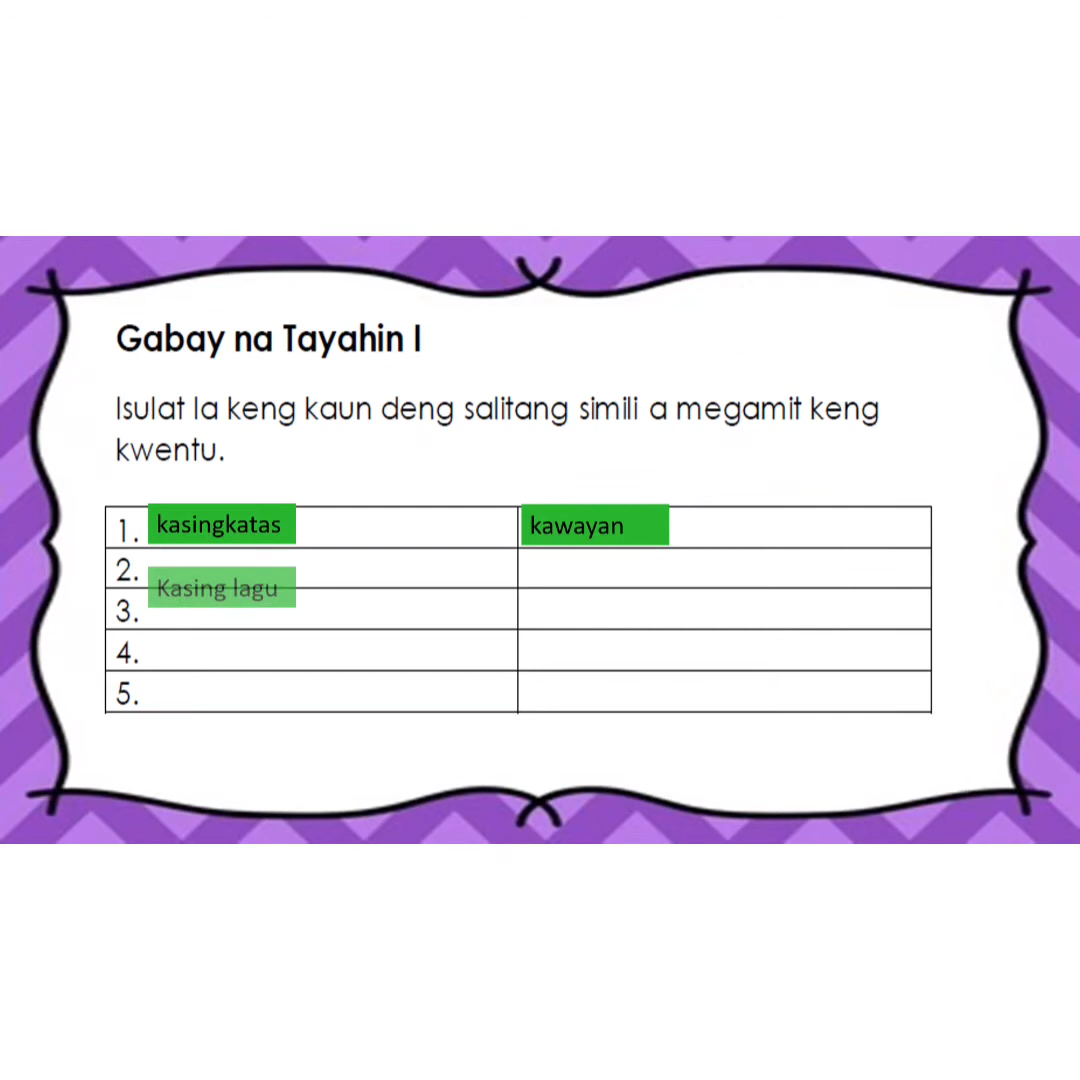 Gabay na Tayahin I
Isulat la keng kaun deng salitang simili a megamit keng
kwentu.
1. kasingkatas kawayan
2.
Kasing lagu
3.
4.
5.